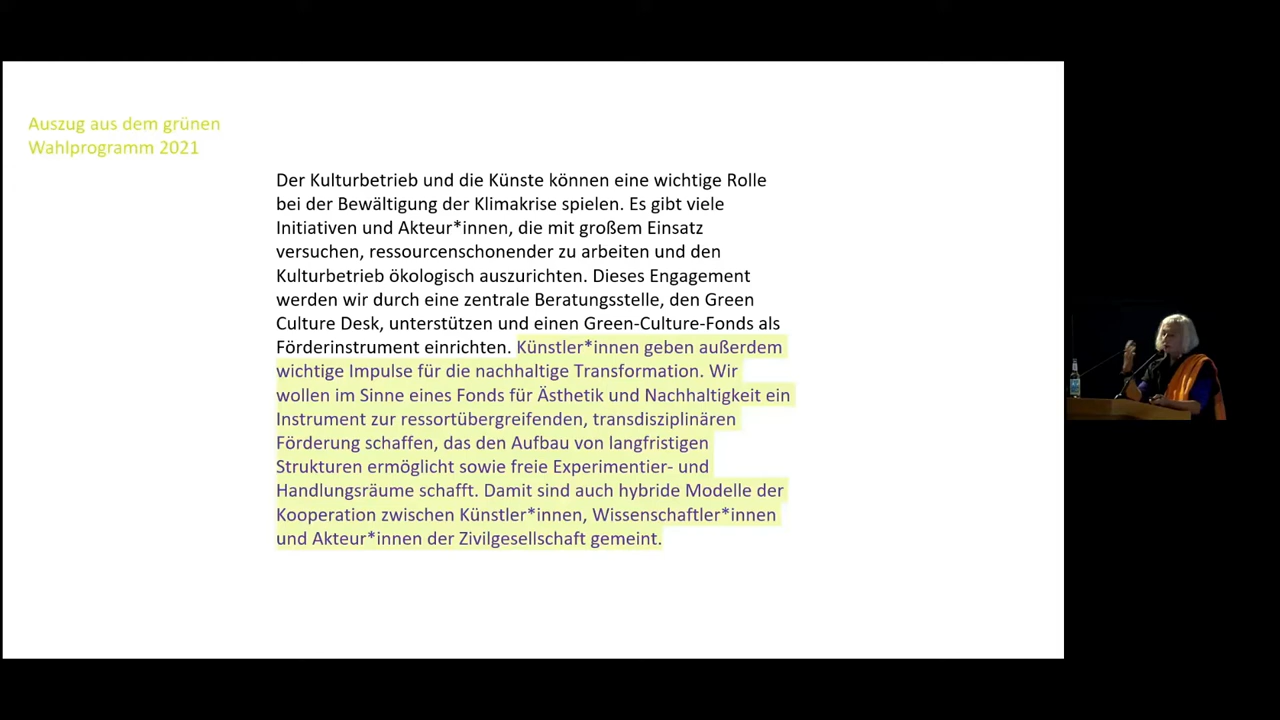 Auszug aus dem grünen
Wahlprogramm 2021
Der Kulturbetrieb und die Künste können eine wichtige Rolle
bei der Bewältigung der Klimakrise spielen. Es gibt viele
Initiativen und Akteur*innen, die mit großem Einsatz
versuchen, ressourcenschonender zu arbeiten und den
Kulturbetrieb ökologisch auszurichten. Dieses Engagement
werden wir durch eine zentrale Beratungsstelle, den Green
Culture Desk, unterstützen und einen Green-Culture-Fonds als
Förderinstrument einrichten. Künstler*innen geben außerdem
wichtige Impulse für die nachhaltige Transformation. Wir
wollen im Sinne eines Fonds für Ästhetik und Nachhaltigkeit ein
Instrument zur ressortübergreifenden, transdisziplinären
Förderung schaffen, das den Aufbau von langfristigen
Strukturen ermöglicht sowie freie Experimentier- und
Handlungsräume schafft. Damit sind auch hybride Modelle der
Kooperation zwischen Künstler*innen, Wissenschaftler*innen
und Akteur*innen der Zivilgesellschaft gemeint.